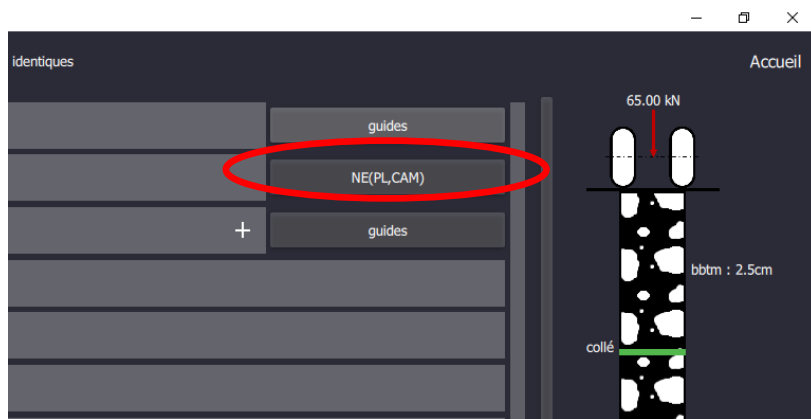 identiques
Accueil
65.00 kN
guides
NE(PL,CAM)
+
guides
bbtm : 2.5cm
collé